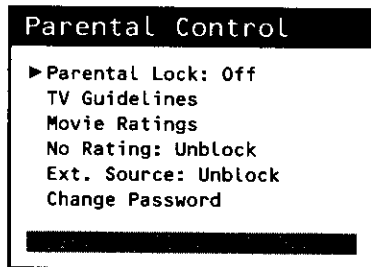 Parental Control
▶Parental Lock: Off
TV Guidelines
Movie Ratings
No Rating: Unblock
Ext. Source: Unblock
Change Password